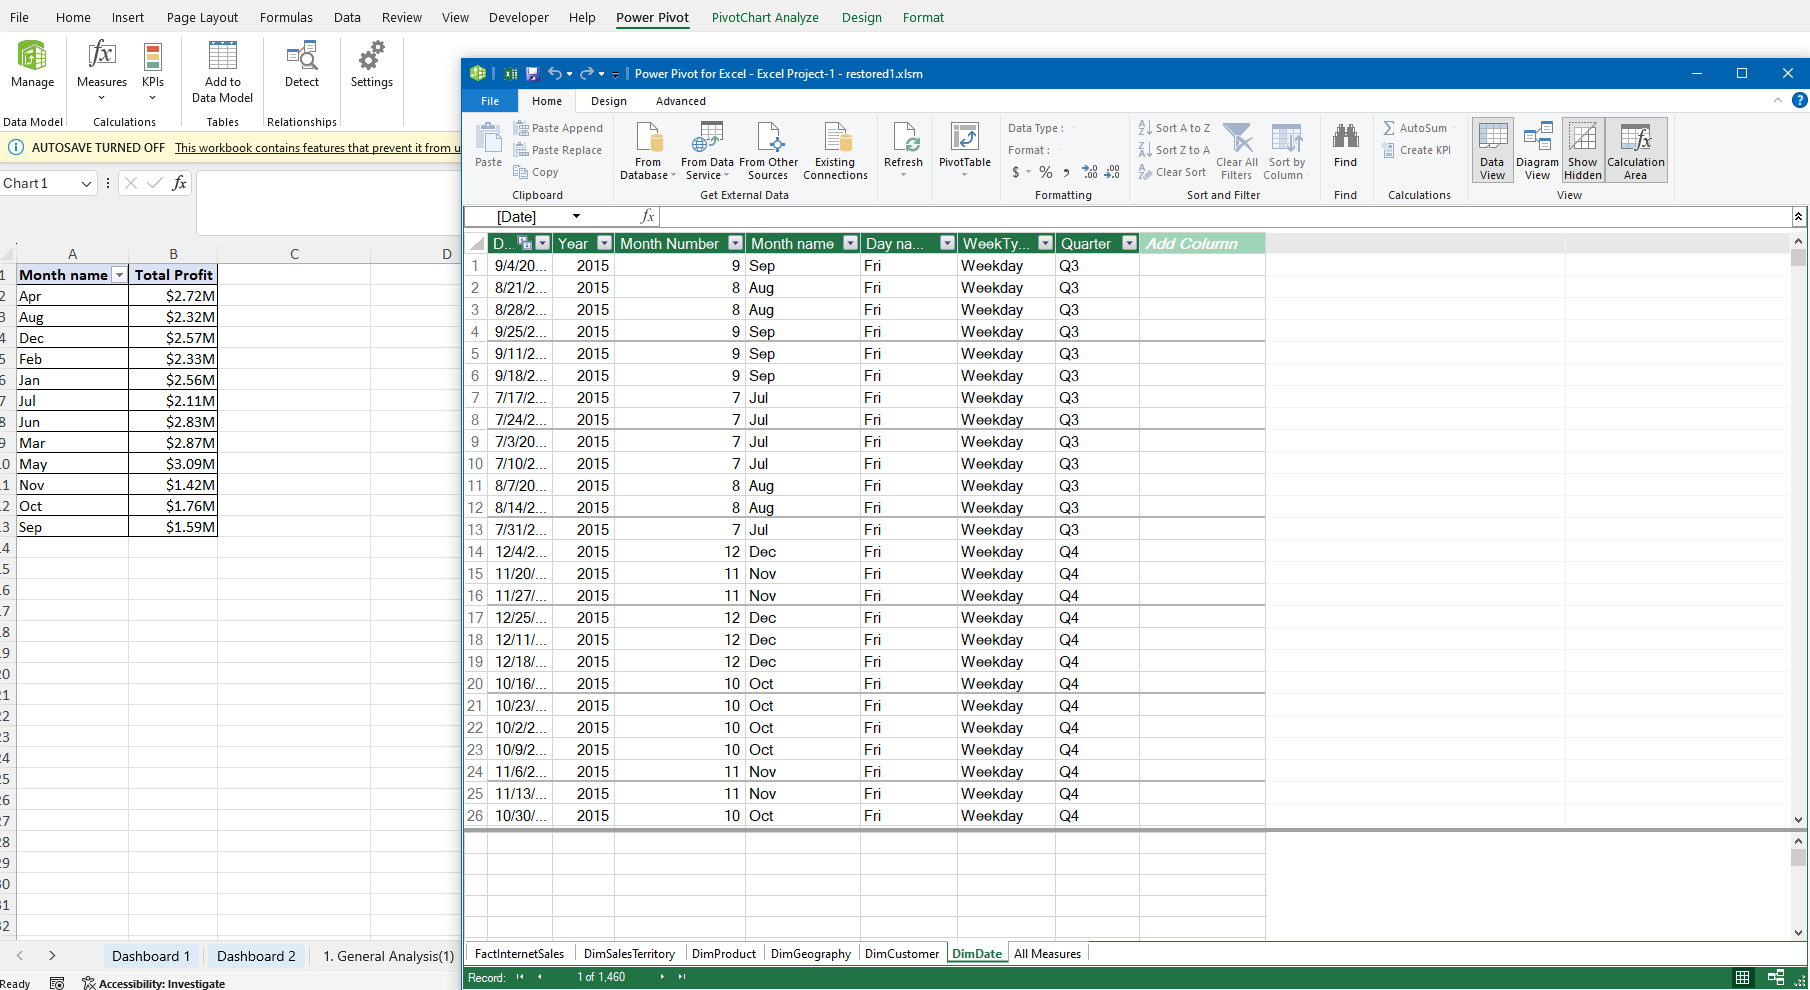 File Home Insert Page Layout Formulas Data Review View Developer Help Power Pivot PivotChart Analyze Design Format
Manage Measures KPIs Add to Data Model Detect Settings
Data Model Calculations Tables Relationships
AUTOSAVE TURNED OFF This workbook contains features that prevent it from u
Chart 1 fx
A B C D
1 Month name Total Profit
2 Apr $2.72M
3 Aug $2.32M
4 Dec $2.57M
5 Feb $2.33M
6 Jan $2.56M
7 Jul $2.11M
8 Jun $2.83M
9 Mar $2.87M
10 May $3.09M
11 Nov $1.42M
12 Oct $1.76M
13 Sep $1.59M
Dashboard 1 Dashboard 2 1. General Analysis(1)
Ready Accessibility: Investigate
Power Pivot for Excel - Excel Project-1 - restored1.xlsm
File Home Design Advanced
Paste Paste Append Paste Replace Copy
Clipboard
From Database From Data Service From Other Sources Existing Connections
Get External Data
Refresh PivotTable
Data Type :
Format :
$ % ,
Formatting
Sort A to Z Sort Z to A Clear Sort Clear All Filters Sort by Column
Sort and Filter
Find
Find
AutoSum Create KPI
Calculations
Data View Diagram View Show Hidden Calculation Area
View
[Date] fx
D... Year Month Number Month name Day na... WeekTy... Quarter Add Column
1 9/4/20... 2015 9 Sep Fri Weekday Q3
2 8/21/2... 2015 8 Aug Fri Weekday Q3
3 8/28/2... 2015 8 Aug Fri Weekday Q3
4 9/25/2... 2015 9 Sep Fri Weekday Q3
5 9/11/2... 2015 9 Sep Fri Weekday Q3
6 9/18/2... 2015 9 Sep Fri Weekday Q3
7 7/17/2... 2015 7 Jul Fri Weekday Q3
8 7/24/2... 2015 7 Jul Fri Weekday Q3
9 7/3/20... 2015 7 Jul Fri Weekday Q3
10 7/10/2... 2015 7 Jul Fri Weekday Q3
11 8/7/20... 2015 8 Aug Fri Weekday Q3
12 8/14/2... 2015 8 Aug Fri Weekday Q3
13 7/31/2... 2015 7 Jul Fri Weekday Q3
14 12/4/2... 2015 12 Dec Fri Weekday Q4
15 11/20/... 2015 11 Nov Fri Weekday Q4
16 11/27/... 2015 11 Nov Fri Weekday Q4
17 12/25/... 2015 12 Dec Fri Weekday Q4
18 12/11/... 2015 12 Dec Fri Weekday Q4
19 12/18/... 2015 12 Dec Fri Weekday Q4
20 10/16/... 2015 10 Oct Fri Weekday Q4
21 10/23/... 2015 10 Oct Fri Weekday Q4
22 10/2/2... 2015 10 Oct Fri Weekday Q4
23 10/9/2... 2015 10 Oct Fri Weekday Q4
24 11/6/2... 2015 11 Nov Fri Weekday Q4
25 11/13/... 2015 11 Nov Fri Weekday Q4
26 10/30/... 2015 10 Oct Fri Weekday Q4
FactInternetSales DimSalesTerritory DimProduct DimGeography DimCustomer DimDate All Measures
Record: 1 of 1,460